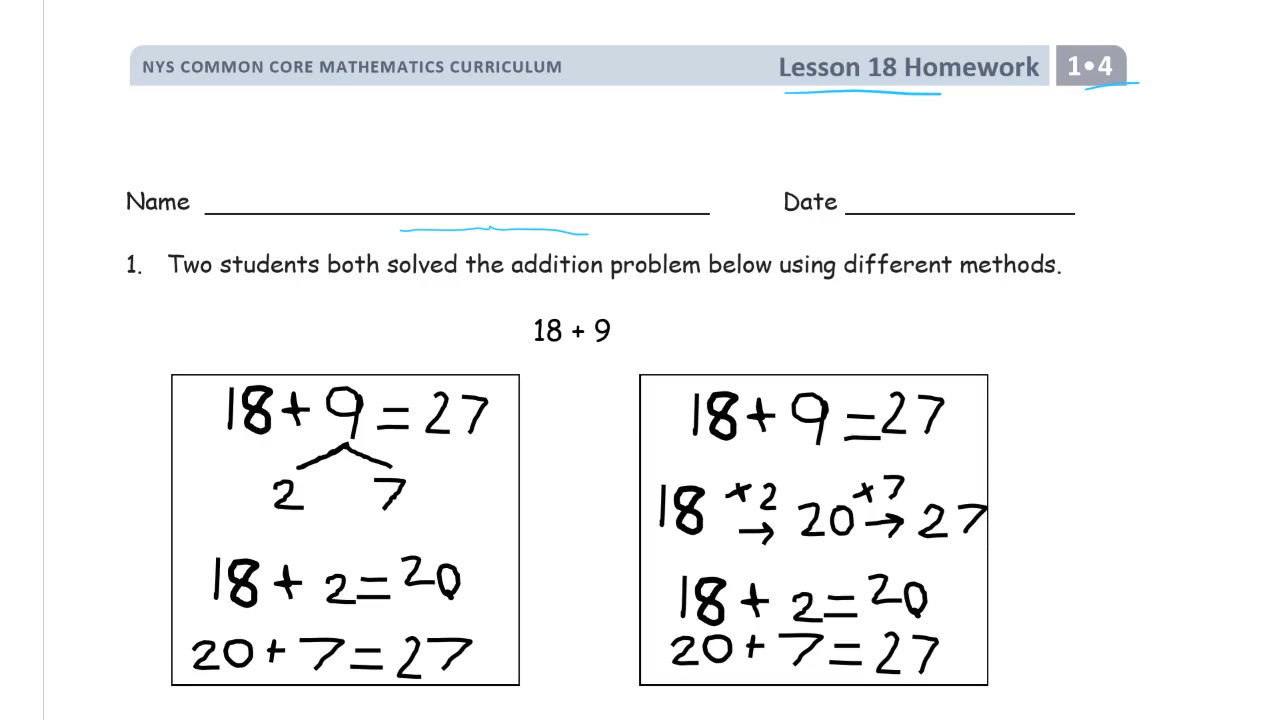 NYS COMMON CORE MATHEMATICS CURRICULUM Lesson 18 Homework 1•4
Name Date
1. Two students both solved the addition problem below using different methods.
18 + 9
18 + 9 = 27
2 7
18 + 2 = 20
20 + 7 = 27
18 + 9 = 27
+2 +7
18 → 20 → 27
18 + 2 = 20
20 + 7 = 27